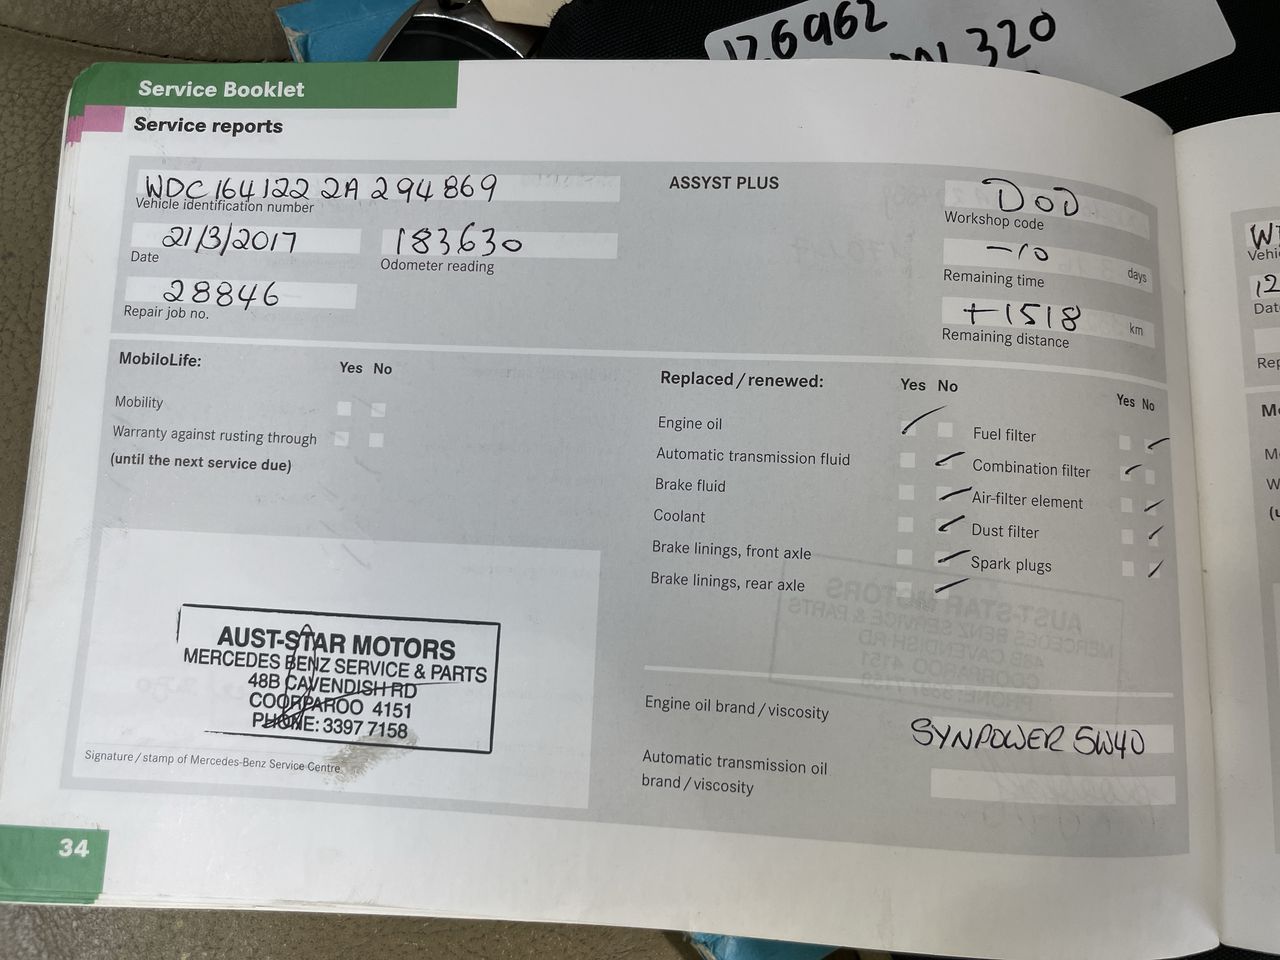 126962
320
Service Booklet
Service reports
WDC164122 2A 294869
Vehicle identification number
21/3/2017
Date
183630
Odometer reading
28846
Repair job no.
ASSYST PLUS
DOD
Workshop code
-10 days
Remaining time
+1518 km
Remaining distance
MobiloLife:
Yes No
Mobility
Warranty against rusting through
(until the next service due)
Replaced/renewed:
Yes No
Engine oil
Automatic transmission fluid
Brake fluid
Coolant
Brake linings, front axle
Brake linings, rear axle
Yes No
Fuel filter
Combination filter
Air-filter element
Dust filter
Spark plugs
AUST-STAR MOTORS
MERCEDES BENZ SERVICE & PARTS
48B CAVENDISH RD
COORPAROO 4151
PHONE: 3397 7158
Signature/stamp of Mercedes-Benz Service Centre
Engine oil brand/viscosity
SYNPOWER 5W40
Automatic transmission oil
brand/viscosity
34